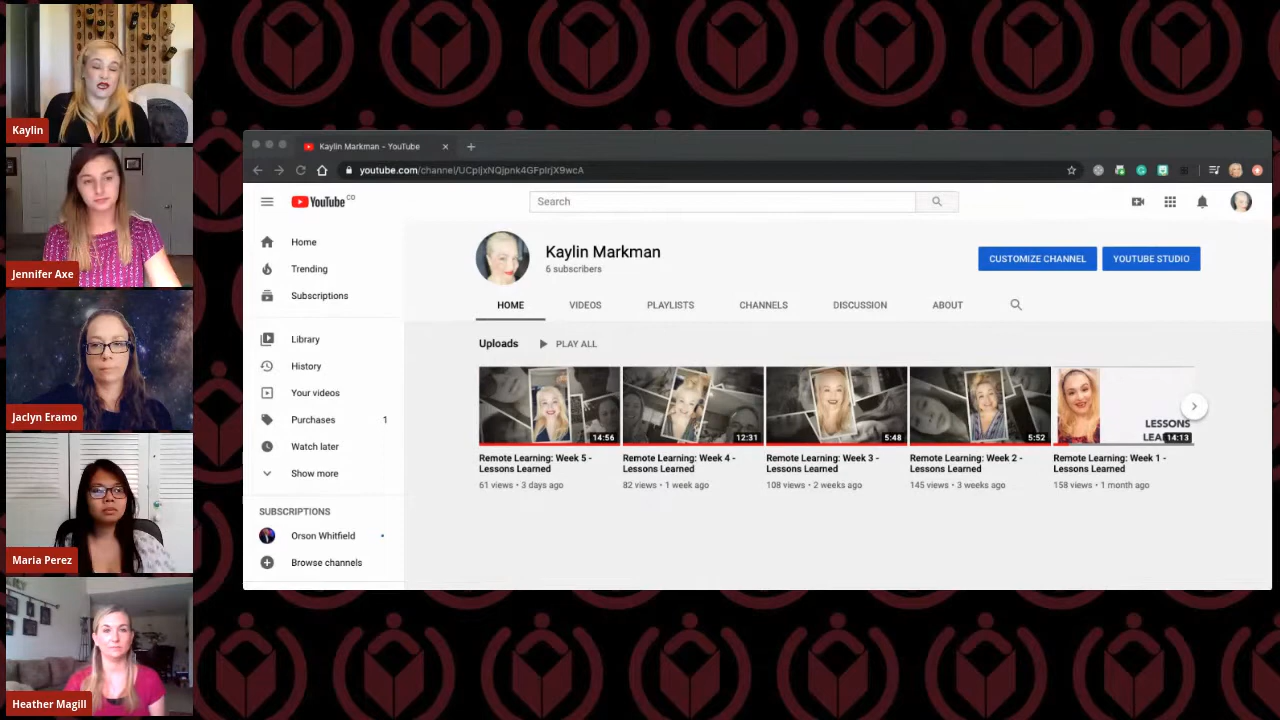 Kaylin
Jennifer Axe
Jaclyn Eramo
Maria Perez
Heather Magill
Kaylin Markman - YouTube
youtube.com/channel/UCpljxNQjpnk4GFplrjX9wcA
YouTube CO
Search
Home
Trending
Subscriptions
Library
History
Your videos
Purchases 1
Watch later
Show more
SUBSCRIPTIONS
Orson Whitfield
Browse channels
Kaylin Markman
6 subscribers
CUSTOMIZE CHANNEL
YOUTUBE STUDIO
HOME VIDEOS PLAYLISTS CHANNELS DISCUSSION ABOUT
Uploads PLAY ALL
14:56
Remote Learning: Week 5 -
Lessons Learned
61 views • 3 days ago
12:31
Remote Learning: Week 4 -
Lessons Learned
82 views • 1 week ago
5:48
Remote Learning: Week 3 -
Lessons Learned
108 views • 2 weeks ago
5:52
Remote Learning: Week 2 -
Lessons Learned
145 views • 3 weeks ago
LESSONS
14:13
Remote Learning: Week 1 -
Lessons Learned
158 views • 1 month ago